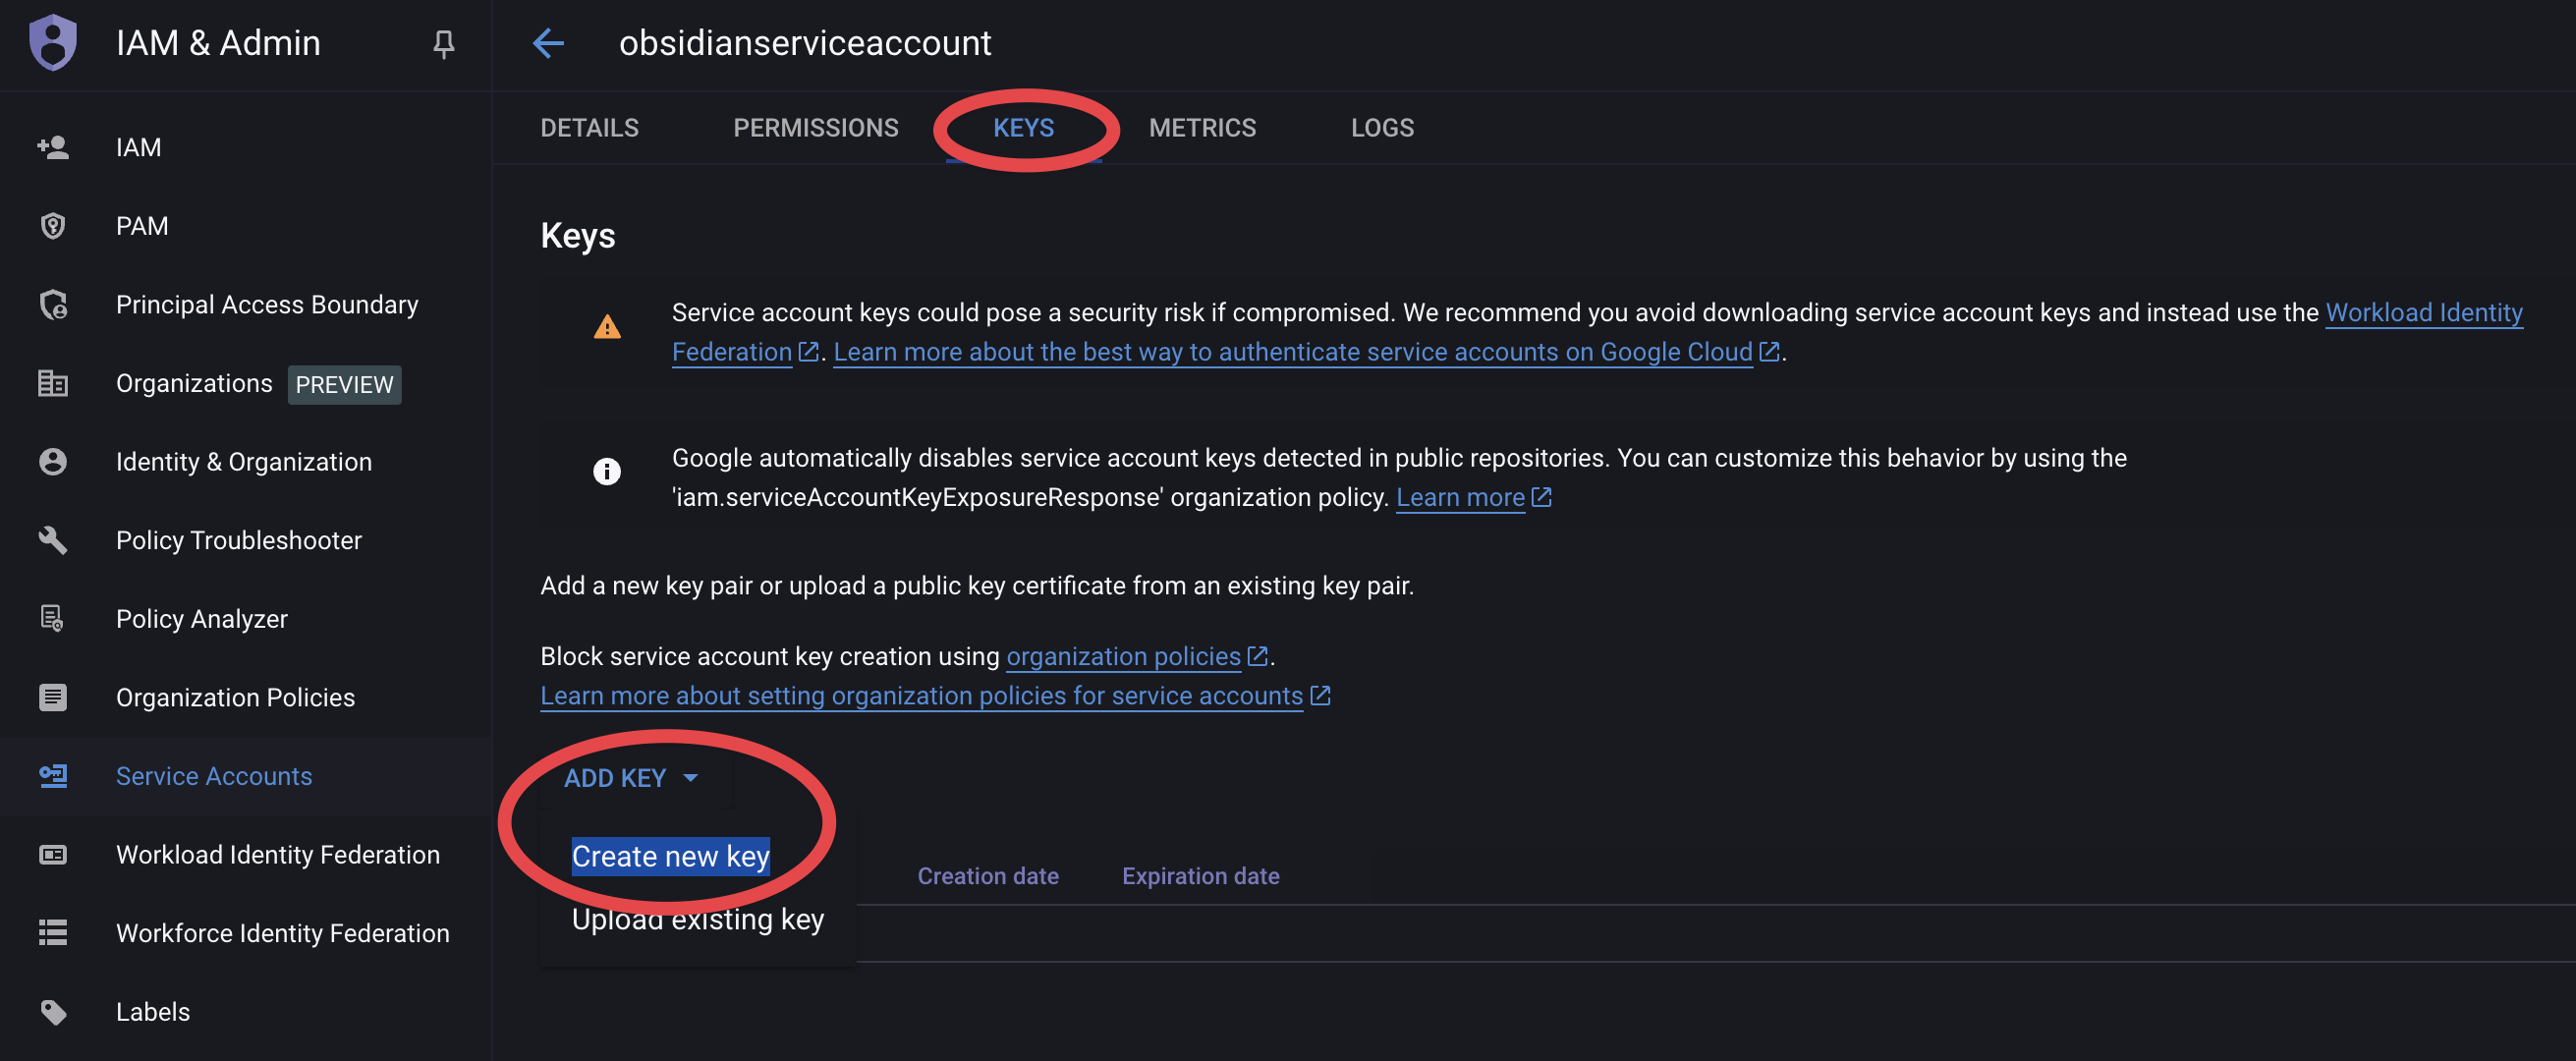 IAM & Admin
obsidianserviceaccount
IAM
PAM
Principal Access Boundary
Organizations PREVIEW
Identity & Organization
Policy Troubleshooter
Policy Analyzer
Organization Policies
Service Accounts
Workload Identity Federation
Workforce Identity Federation
Labels
DETAILS PERMISSIONS KEYS METRICS LOGS
Keys
Service account keys could pose a security risk if compromised. We recommend you avoid downloading service account keys and instead use the Workload Identity
Federation. Learn more about the best way to authenticate service accounts on Google Cloud.
Google automatically disables service account keys detected in public repositories. You can customize this behavior by using the
'iam.serviceAccountKeyExposureResponse' organization policy. Learn more
Add a new key pair or upload a public key certificate from an existing key pair.
Block service account key creation using organization policies.
Learn more about setting organization policies for service accounts
ADD KEY
Create new key
Upload existing key
Creation date Expiration date